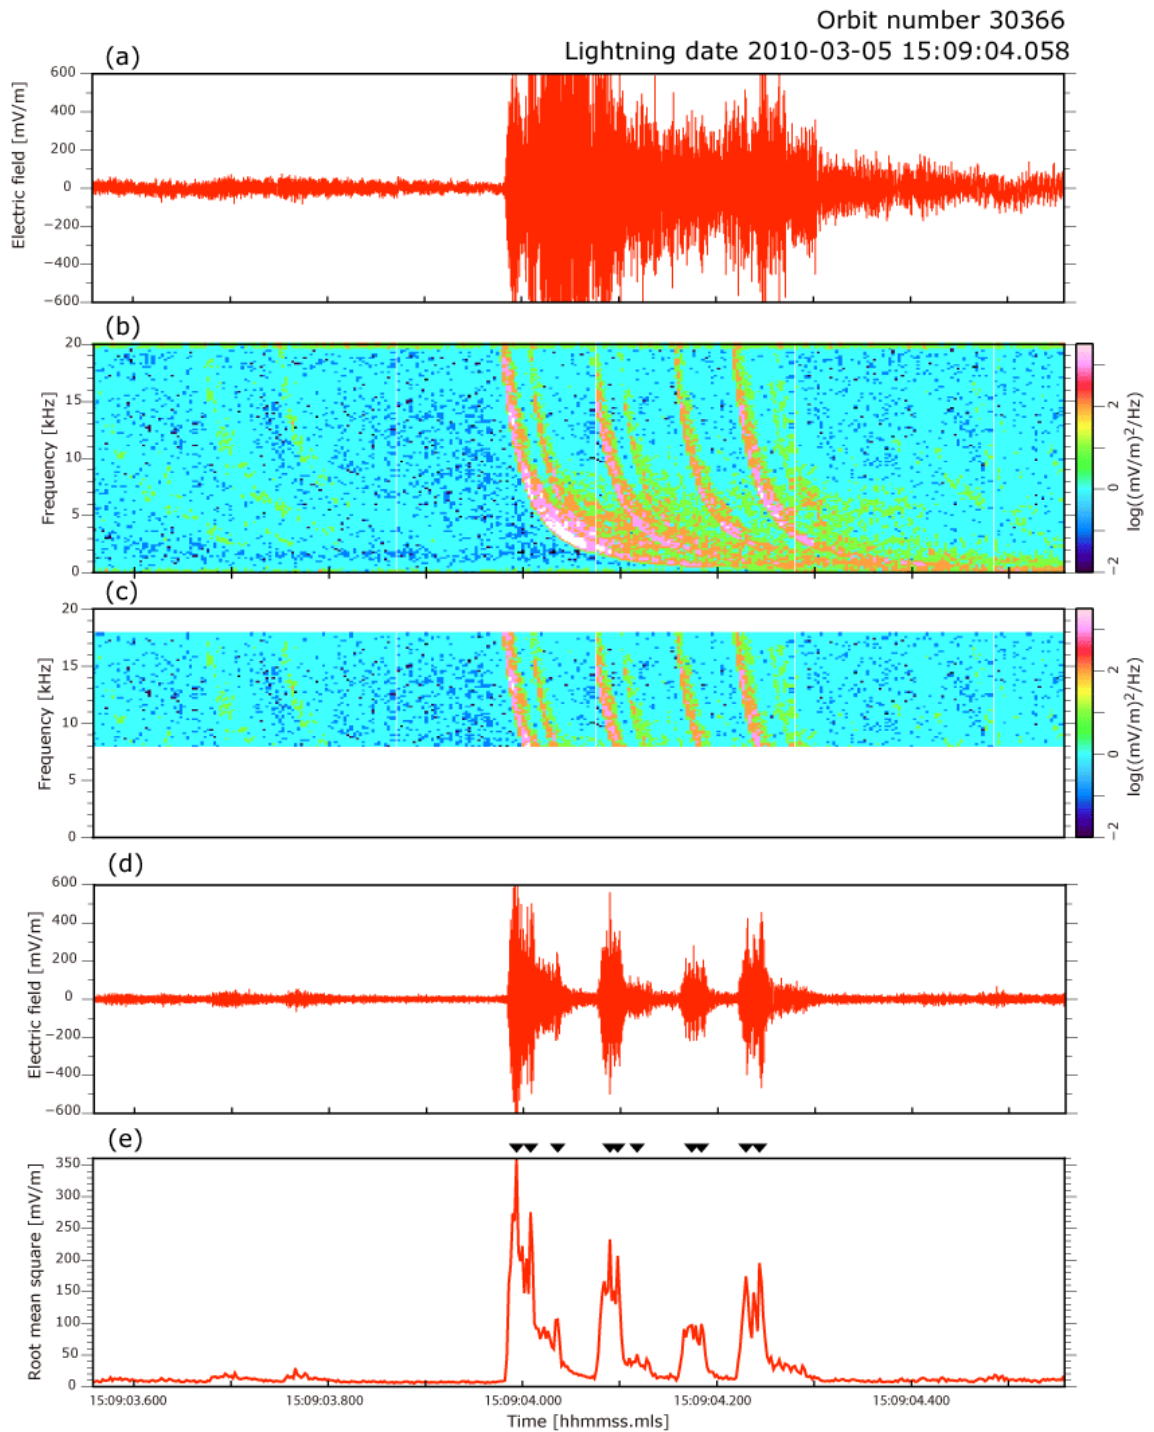 Orbit number 30366
Lightning date 2010-03-05 15:09:04.058
(a)
Electric field [mV/m]
600
400
200
0
−200
−400
−600
(b)
Frequency [kHz]
20
15
10
5
0
2
0
−2
log((mV/m)²/Hz)
(c)
Frequency [kHz]
20
15
10
5
0
2
0
−2
log((mV/m)²/Hz)
(d)
Electric field [mV/m]
600
400
200
0
−200
−400
−600
(e)
Root mean square [mV/m]
350
300
250
200
150
100
50
0
15:09:03.600 15:09:03.800 15:09:04.000 15:09:04.200 15:09:04.400
Time [hhmmss.mls]